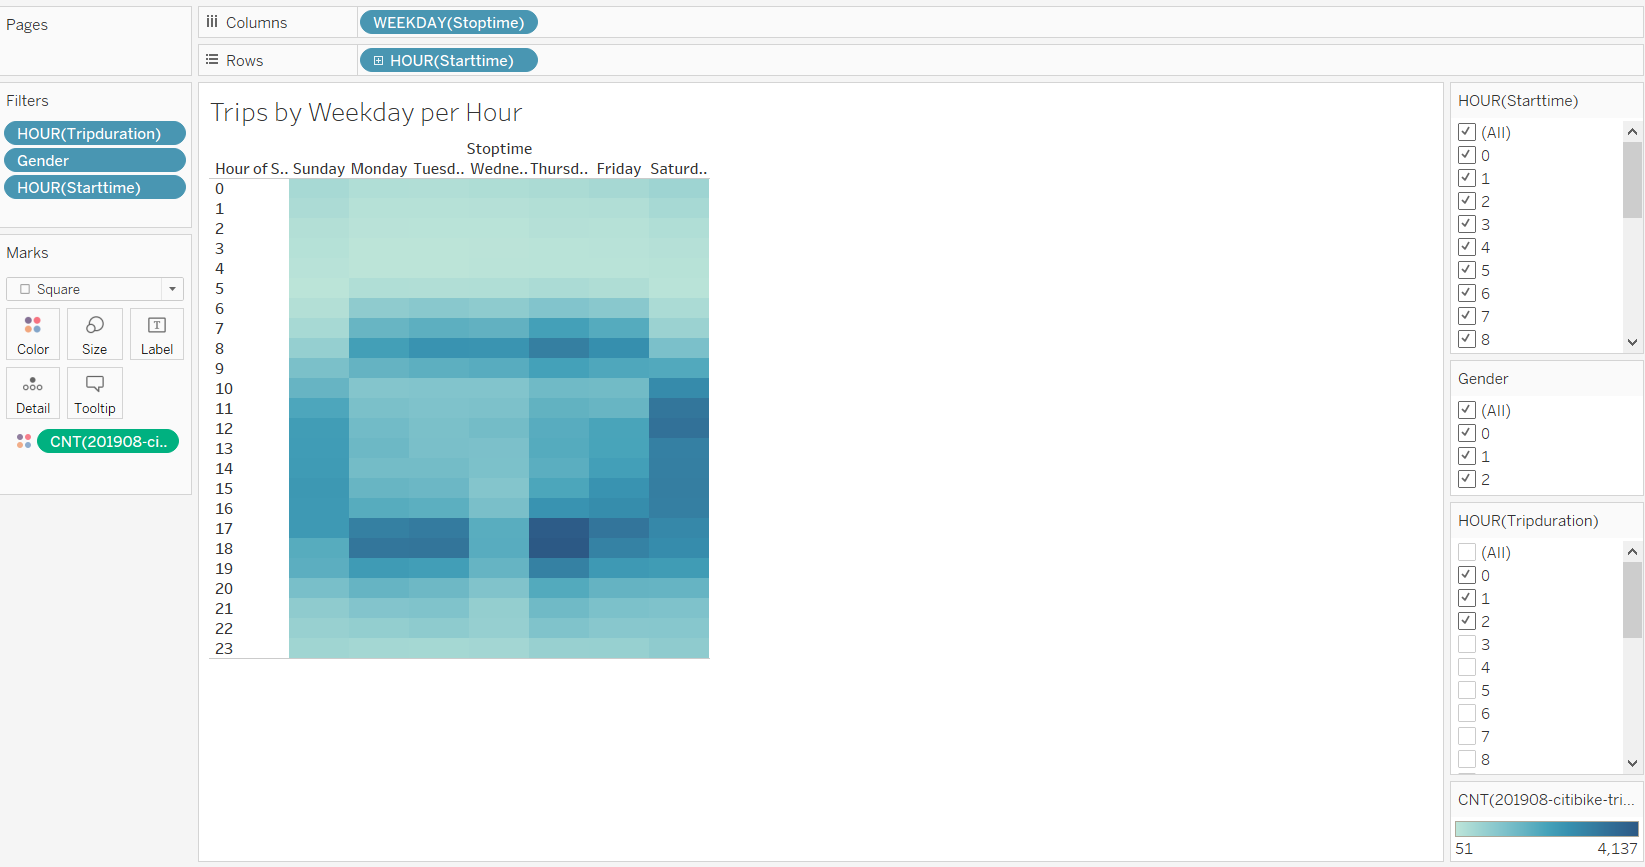 Pages
Columns
WEEKDAY(Stoptime)
Rows
HOUR(Starttime)
Filters
HOUR(Tripduration)
Gender
HOUR(Starttime)
Marks
Square
Color
Size
T
Label
Detail
Tooltip
CNT(201908-ci..
Trips by Weekday per Hour
Stoptime
Hour of S.. Sunday Monday Tuesd.. Wedne.. Thursd.. Friday Saturd..
0
1
2
3
4
5
6
7
8
9
10
11
12
13
14
15
16
17
18
19
20
21
22
23
HOUR(Starttime)
(All)
0
1
2
3
4
5
6
7
8
Gender
(All)
0
1
2
HOUR(Tripduration)
(All)
0
1
2
3
4
5
6
7
8
CNT(201908-citibike-tri...
51 4,137